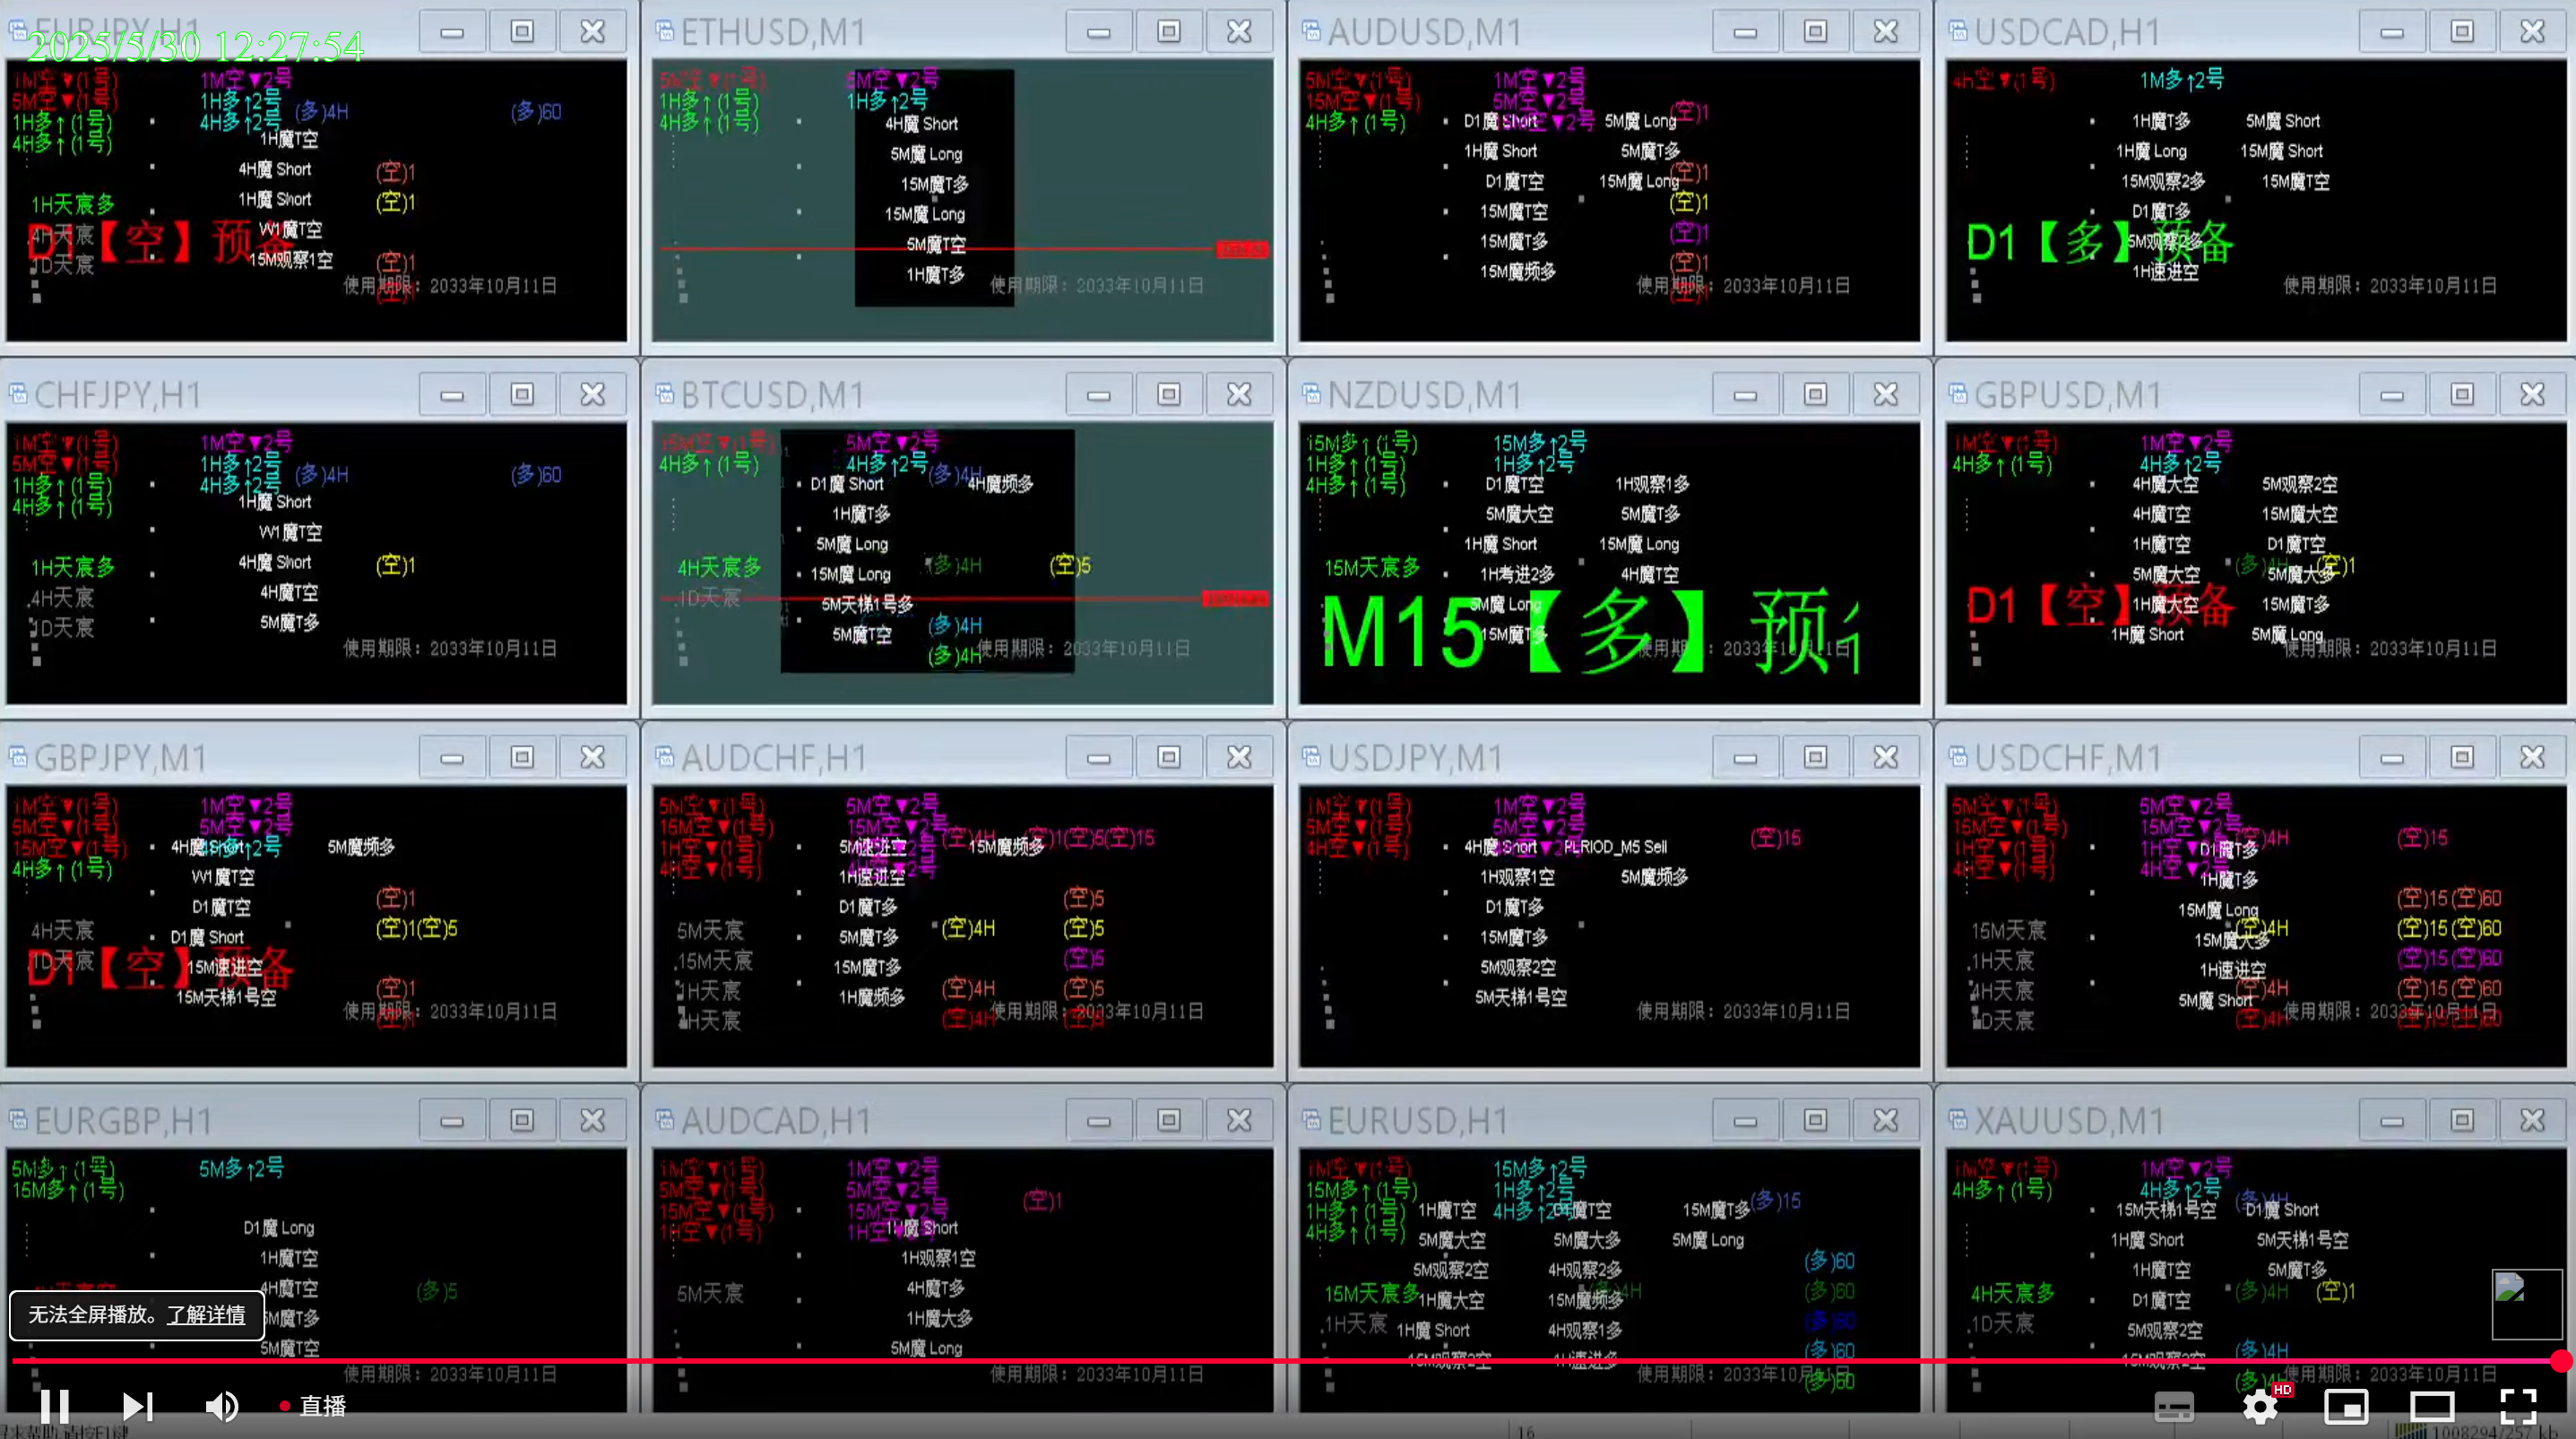 EURJPY,H1
2025/5/30 12:27:54
1M空▼(1号) 1M空▼2号
5M空▼(1号) 1H多↑2号 (多)4H (多)60
1H多↑(1号) 4H多↑2号
4H多↑(1号) 1H魔T空
4H魔 Short (空)1
1H天宸多 1H魔 Short (空)1
4H天宸 W1魔T空
D1【空】预备
1D天宸 15M观察1空 (空)1
使用期限：2033年10月11日
ETHUSD,M1
5M空▼(1号) 5M空▼2号
1H多↑(1号) 1H多↑2号
4H多↑(1号) 4H魔 Short
5M魔 Long
15M魔T多
15M魔 Long
5M魔T空
1H魔T多
使用期限：2033年10月11日
AUDUSD,M1
5M空▼(1号) 1M空▼2号
15M空▼(1号) 5M空▼2号 (空)1
4H多↑(1号) D1魔 Short 5M魔 Long
1H魔 Short 5M魔T多 (空)1
D1魔T空 15M魔 Long
15M魔T空 (空)1
15M魔T多 (空)1
15M魔频多 (空)1
使用期限：2033年10月11日
USDCAD,H1
4H空▼(1号) 1M多↑2号
1H魔T多 5M魔 Short
1H魔 Long 15M魔 Short
15M观察2多 15M魔T空
D1魔T多
D1【多】预备
5M观察2多
1H速进空
使用期限：2033年10月11日
CHFJPY,H1
1M空▼(1号) 1M空▼2号
5M空▼(1号) 1H多↑2号 (多)4H (多)60
1H多↑(1号) 4H多↑2号
4H多↑(1号) 1H魔 Short
W1魔T空
1H天宸多 4H魔 Short (空)1
4H天宸 4H魔T空
1D天宸 5M魔T多
使用期限：2033年10月11日
BTCUSD,M1
15M空▼(1号) 5M空▼2号
4H多↑(1号) 4H多↑2号 (多)4H
D1魔 Short 4H魔频多
1H魔T多
5M魔 Long
4H天宸多 15M魔 Long (多)4H (空)5
1D天宸 5M天梯1号多
5M魔T空 (多)4H
(多)4H
使用期限：2033年10月11日
NZDUSD,M1
15M多↑(1号) 15M多↑2号
1H多↑(1号) 1H多↑2号
4H多↑(1号) D1魔T空 1H观察1多
5M魔大空 5M魔T多
1H魔 Short 15M魔 Long
15M天宸多 1H考进2多 4H魔T空
5M魔 Long
M15【多】预
15M魔T多
2033年10月11日
GBPUSD,M1
1M空▼(1号) 1M空▼2号
4H多↑(1号) 4H多↑2号
4H魔大空 5M观察2空
4H魔T空 15M魔大空
1H魔T空 D1魔T空
5M魔大空 (多)4H 5M魔大多 (空)1
D1【空】预备
1H魔大空 15M魔T多
1H魔 Short 5M魔 Long
使用期限：2033年10月11日
GBPJPY,M1
1M空▼(1号) 1M空▼2号
5M空▼(1号) 5M空▼2号
15M空▼(1号) 4H魔 Short 4H多↑2号 5M魔频多
4H多↑(1号) W1魔T空
D1魔T空 (空)1
4H天宸 D1魔 Short (空)1(空)5
1D天宸 D1【空】预备
15M速进空 (空)1
15M天梯1号空
使用期限：2033年10月11日
AUDCHF,H1
5M空▼(1号) 5M空▼2号
15M空▼(1号) 15M空▼2号 (空)4H (空)1(空)5(空)15
1H空▼(1号) 5M速进空 15M魔频多
4H空▼(1号) 4H空▼2号
1H速进空
D1魔T多 (空)5
5M天宸 5M魔T多 (空)4H (空)5
15M天宸 15M魔T多 (空)5
1H天宸 1H魔频多 (空)4H (空)5
4H天宸 (空)4H
使用期限：2033年10月11日
USDJPY,M1
1M空▼(1号) 1M空▼2号
5M空▼(1号) 5M空▼2号 (空)15
4H空▼(1号) 4H魔 Short PERIOD_M5 Sell
1H观察1空 5M魔频多
D1魔T多
15M魔T多
5M观察2空
5M天梯1号空
使用期限：2033年10月11日
USDCHF,M1
5M空▼(1号) 5M空▼2号
15M空▼(1号) 15M空▼2号 (空)4H (空)15
1H空▼(1号) 1H空▼2号 D1魔T多
4H空▼(1号) 4H空▼2号
1H魔T多 (空)15(空)60
15M魔 Long
15M天宸 (空)4H (空)15(空)60
15M魔大多
1H天宸 1H速进空 (空)15(空)60
4H天宸 5M魔 Short (空)4H (空)15(空)60
1D天宸 (空)4H (空)15(空)60
使用期限：2033年10月11日
EURGBP,H1
5M多↑(1号) 5M多↑2号
15M多↑(1号)
D1魔 Long
1H魔T空
4H魔T空 (多)5
5M魔T多
5M魔T空
使用期限：2033年10月11日
AUDCAD,H1
1M空▼(1号) 1M空▼2号
5M空▼(1号) 5M空▼2号 (空)1
15M空▼(1号) 15M空▼2号
1H空▼(1号) 1H魔 Short
1H观察1空
5M天宸 4H魔T多
1H魔大多
5M魔 Long
使用期限：2033年10月11日
EURUSD,H1
1M空▼(1号) 15M多↑2号
15M多↑(1号) 1H多↑2号 (多)15
1H多↑(1号) 1H魔T空 4H多↑2号 D1魔T空 15M魔T多
4H多↑(1号) 5M魔大空 5M魔大多 5M魔 Long
5M观察2空 4H观察2多 (多)60
15M天宸多 1H魔大空 15M魔频多 (多)60
1H天宸 1H魔 Short 4H观察1多 (多)60
15M观察2空 1H速进多 (多)60
(多)60
使用期限：2033年10月11日
XAUUSD,M1
1M空▼(1号) 1M空▼2号
4H多↑(1号) 4H多↑2号 (多)4H
15M天梯1号空 D1魔 Short
1H魔 Short 5M天梯1号空
1H魔T空 5M魔T多
4H天宸多 D1魔T空 (多)4H (空)1
1D天宸 5M观察2空
15M观察2空 (多)4H
使用期限：2033年10月11日
无法全屏播放。了解详情
直播
HD
16
1008294/257 kb